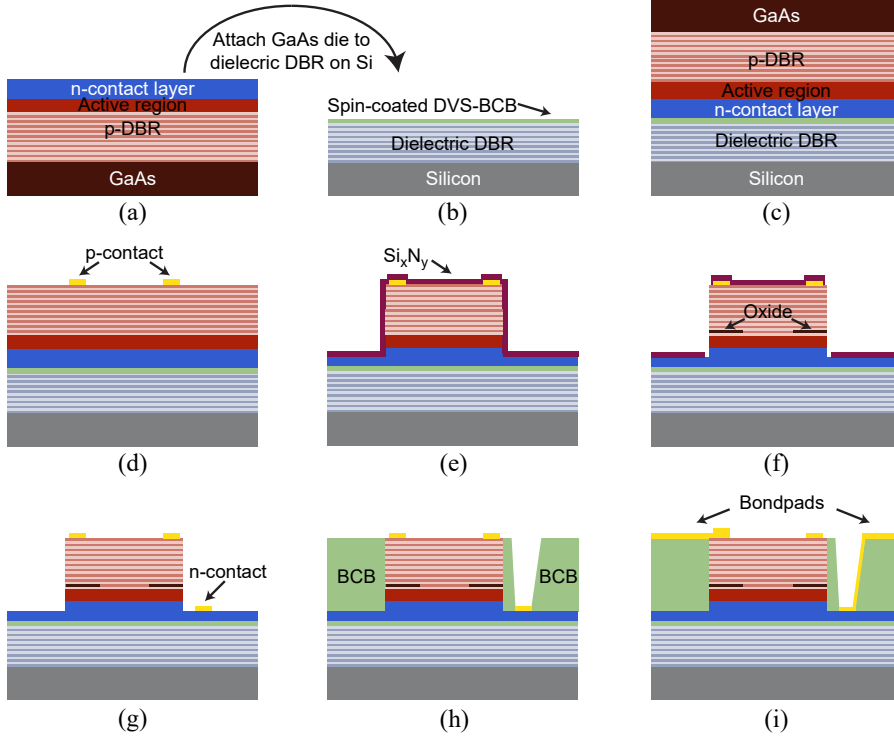 Attach GaAs due to
dielecric DBR on Si
n-contact layer
Active region
p-DBR
GaAs
(a)
Spin-coated DVS-BCB
Dielectric DBR
Silicon
(b)
GaAs
p-DBR
Active region
n-contact layer
Dielectric DBR
Silicon
(c)
p-contact
(d)
SixNy
(e)
Oxide
(f)
n-contact
(g)
BCB
BCB
(h)
Bondpads
(i)